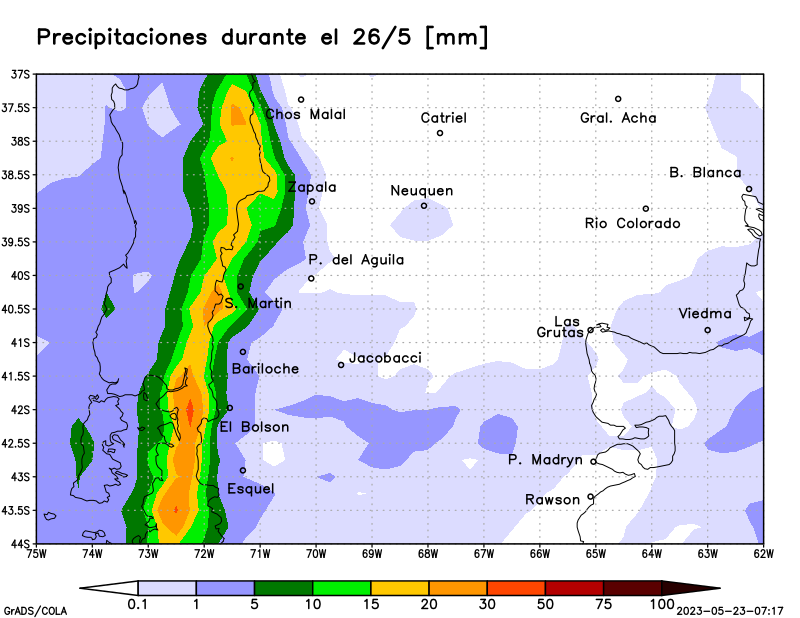 Precipitaciones durante el 26/5 [mm]
37S
37.5S
38S
38.5S
39S
39.5S
40S
40.5S
41S
41.5S
42S
42.5S
43S
43.5S
44S
Chos Malal
Catriel
Gral. Acha
B. Blanca
Zapala
Neuquen
Rio Colorado
P. del Aguila
S. Martin
Las
Grutas
Viedma
Bariloche
Jacobacci
El Bolson
P. Madryn
Esquel
Rawson
75W 74W 73W 72W 71W 70W 69W 68W 67W 66W 65W 64W 63W 62W
0.1 1 5 10 15 20 30 50 75 100
GrADS/COLA
2023-05-23-07:17